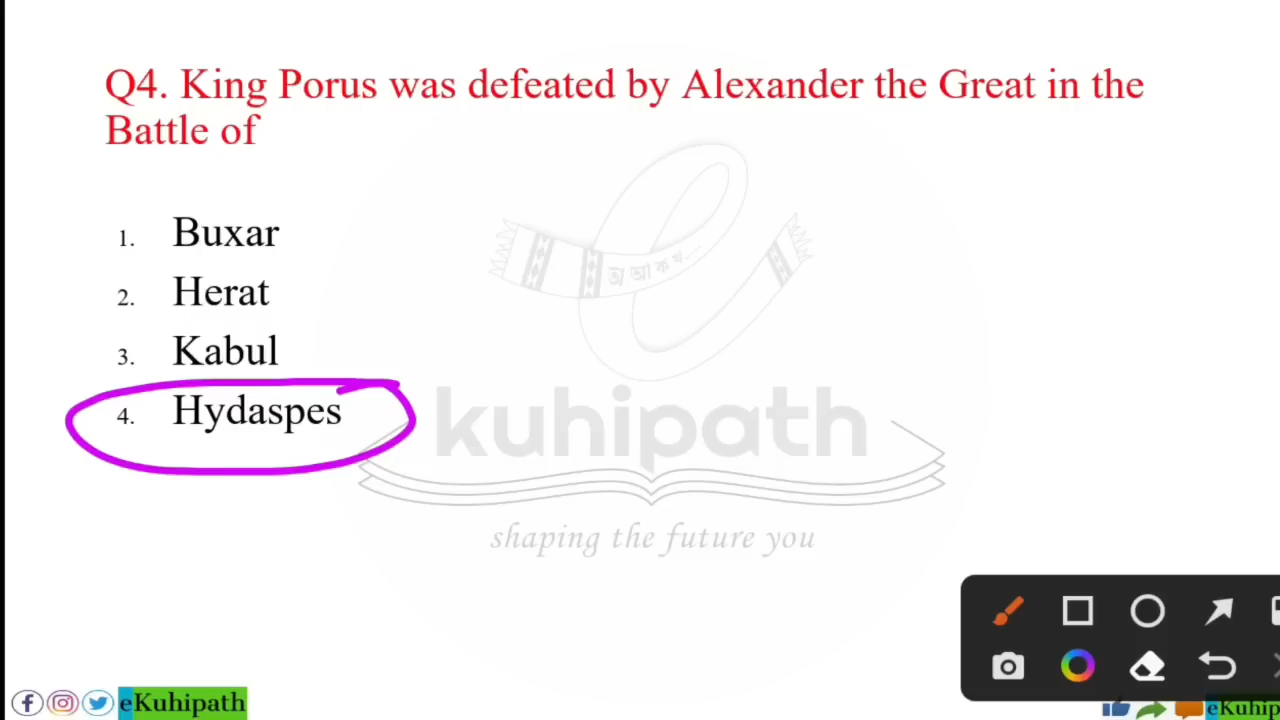 Q4. King Porus was defeated by Alexander the Great in the
Battle of
1. Buxar
2. Herat
3. Kabul
4. Hydaspes
অ আ ক খ....
kuhipath
shaping the future you
eKuhipath
eKuhip